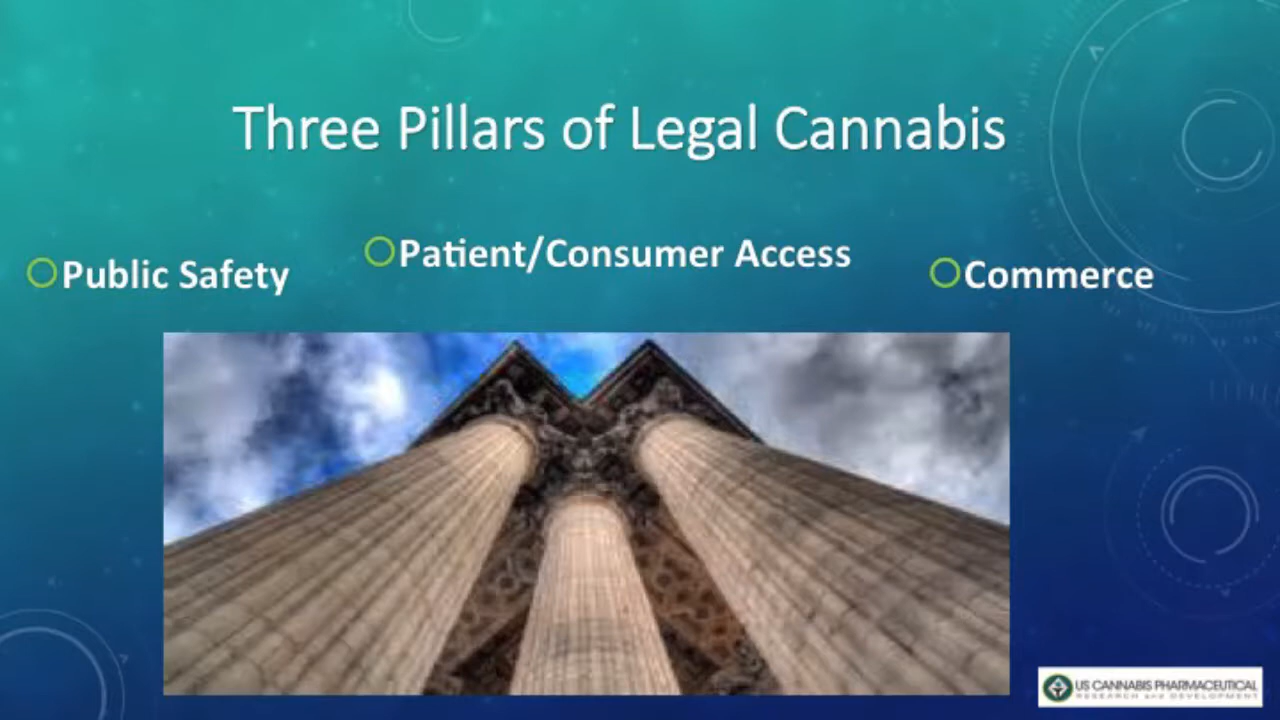 Three Pillars of Legal Cannabis
Public Safety
Patient/Consumer Access
Commerce
US CANNABIS PHARMACEUTICAL
RESEARCH and DEVELOPMENT